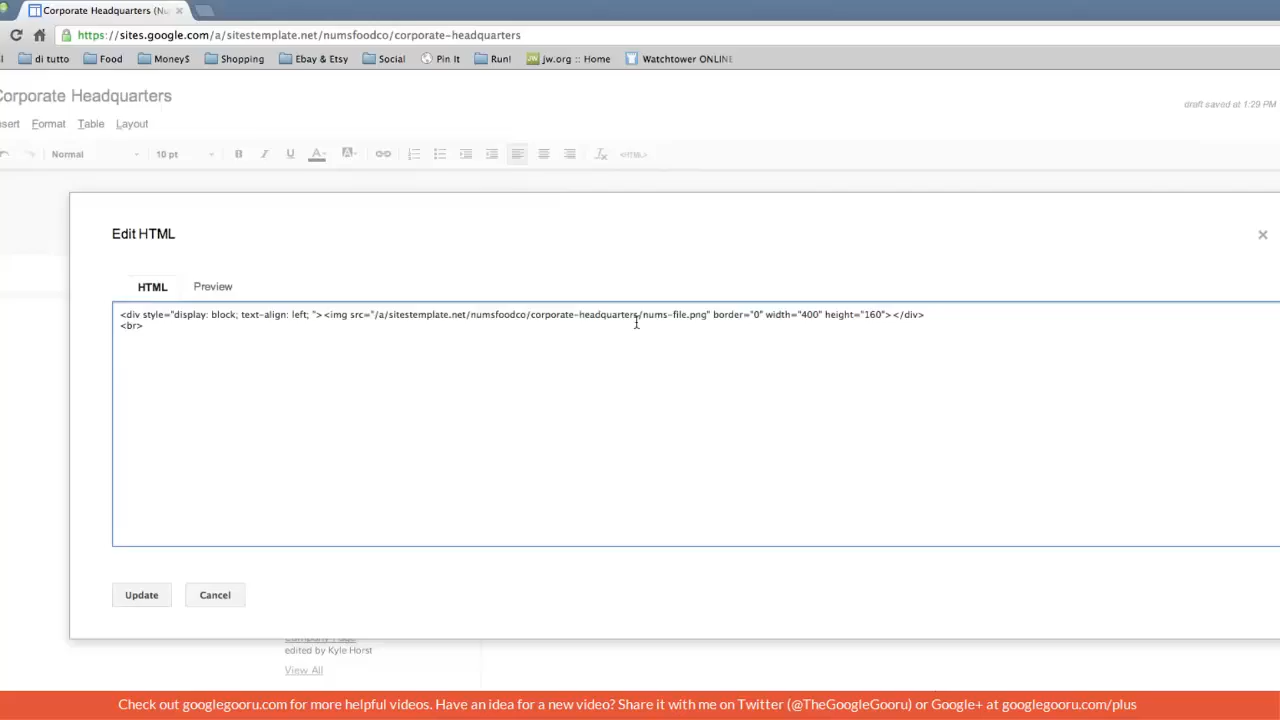 Corporate Headquarters (Nu
https://sites.google.com/a/sitestemplate.net/numsfoodco/corporate-headquarters
di tutto Food Money$ Shopping Ebay & Etsy Social Pin It Run! jw.org :: Home Watchtower ONLINE
Corporate Headquarters
draft saved at 1:29 PM
nsert Format Table Layout
Normal 10 pt B I U A A <HTML>
Edit HTML
HTML Preview
<div style="display: block; text-align: left; "><img src="/a/sitestemplate.net/numsfoodco/corporate-headquarters/nums-file.png" border="0" width="400" height="160"></div>
<br>
Update Cancel
edited by Kyle Horst
View All
Check out googlegooru.com for more helpful videos. Have an idea for a new video? Share it with me on Twitter (@TheGoogleGooru) or Google+ at googlegooru.com/plus